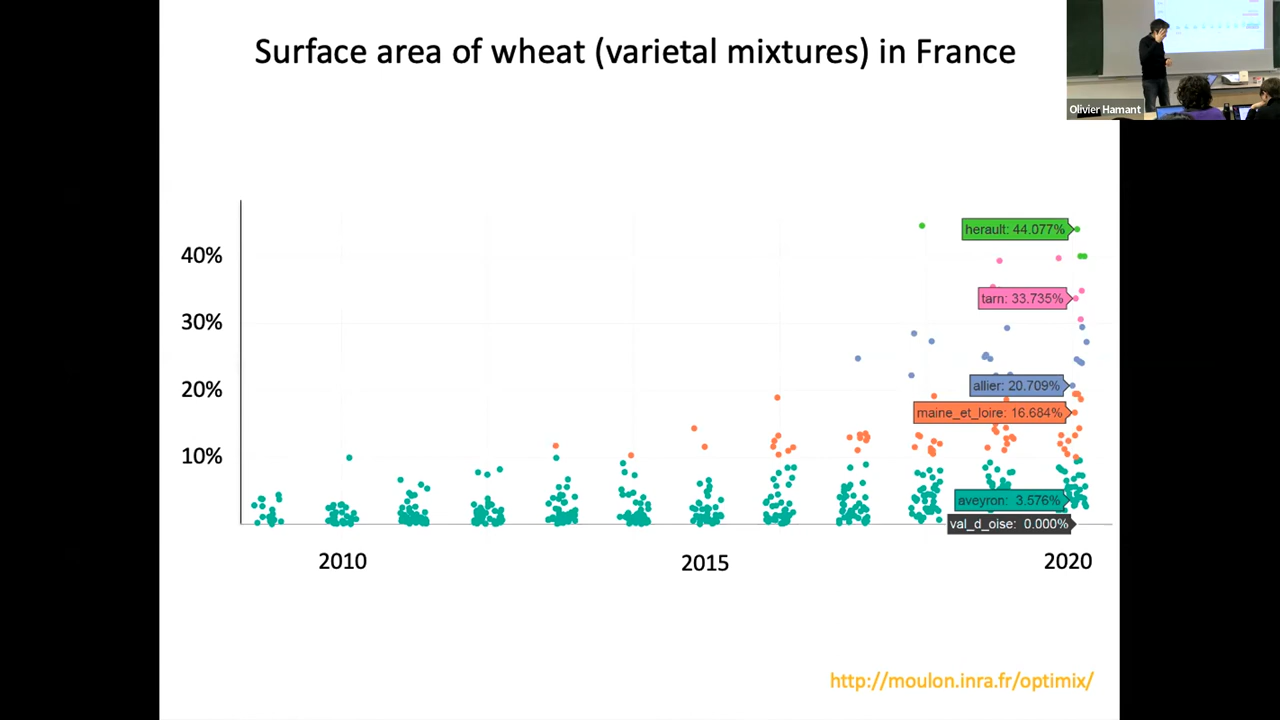 Surface area of wheat (varietal mixtures) in France
Olivier Hamant
40%
30%
20%
10%
herault: 44.077%
tarn: 33.735%
allier: 20.709%
maine_et_loire: 16.684%
aveyron: 3.576%
val_d_oise: 0.000%
2010
2015
2020
http://moulon.inra.fr/optimix/